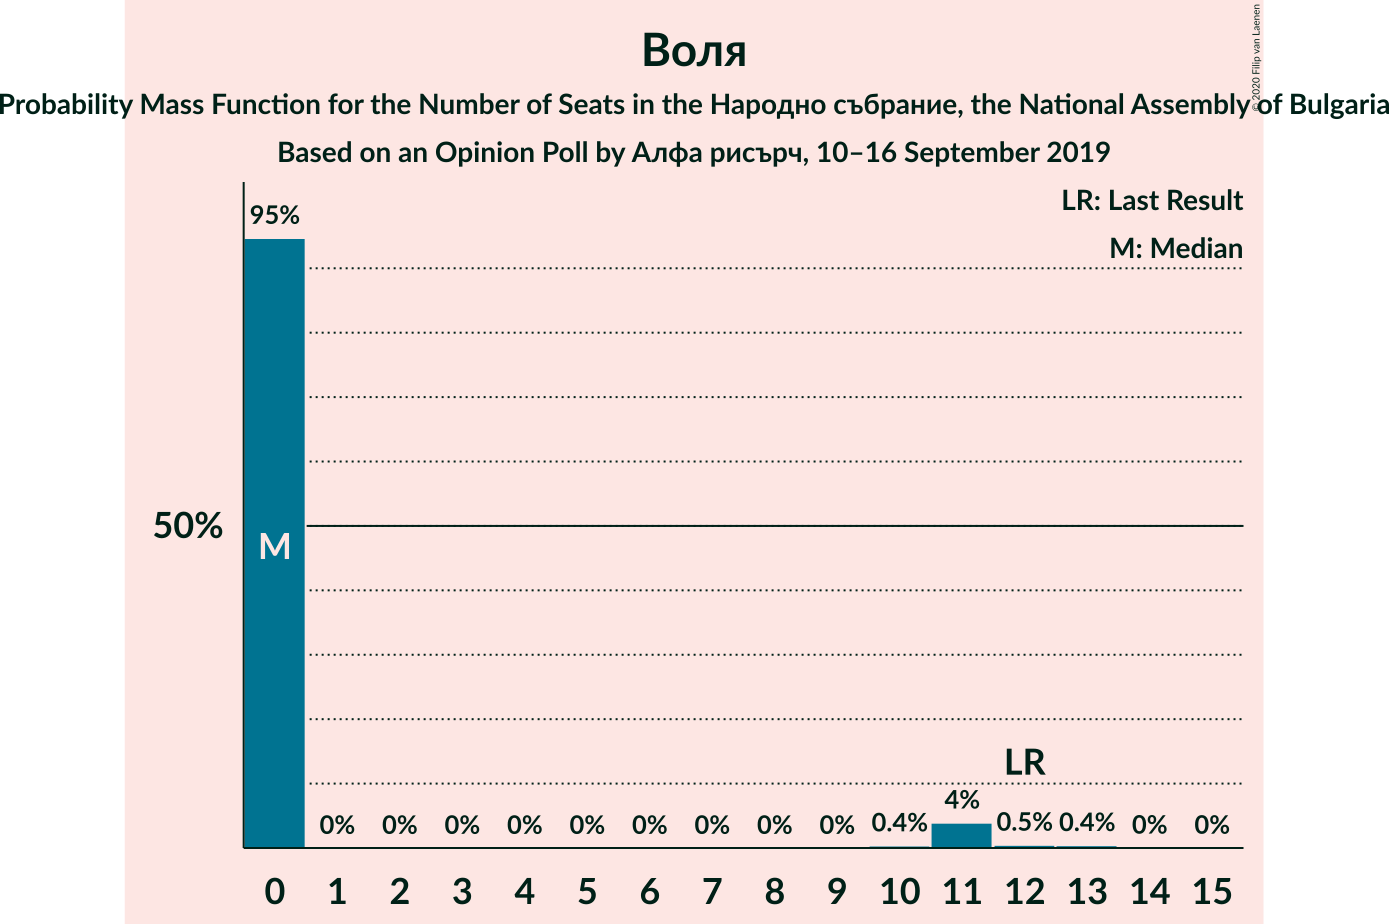 Воля
Probability Mass Function for the Number of Seats in the Народно събрание, the National Assembly of Bulgaria
Based on an Opinion Poll by Алфа рисърч, 10–16 September 2019
© 2020 Filip van Laenen
LR: Last Result
M: Median
95%
50%
M
LR
0% 0% 0% 0% 0% 0% 0% 0% 0% 0.4% 4% 0.5% 0.4% 0% 0%
0 1 2 3 4 5 6 7 8 9 10 11 12 13 14 15